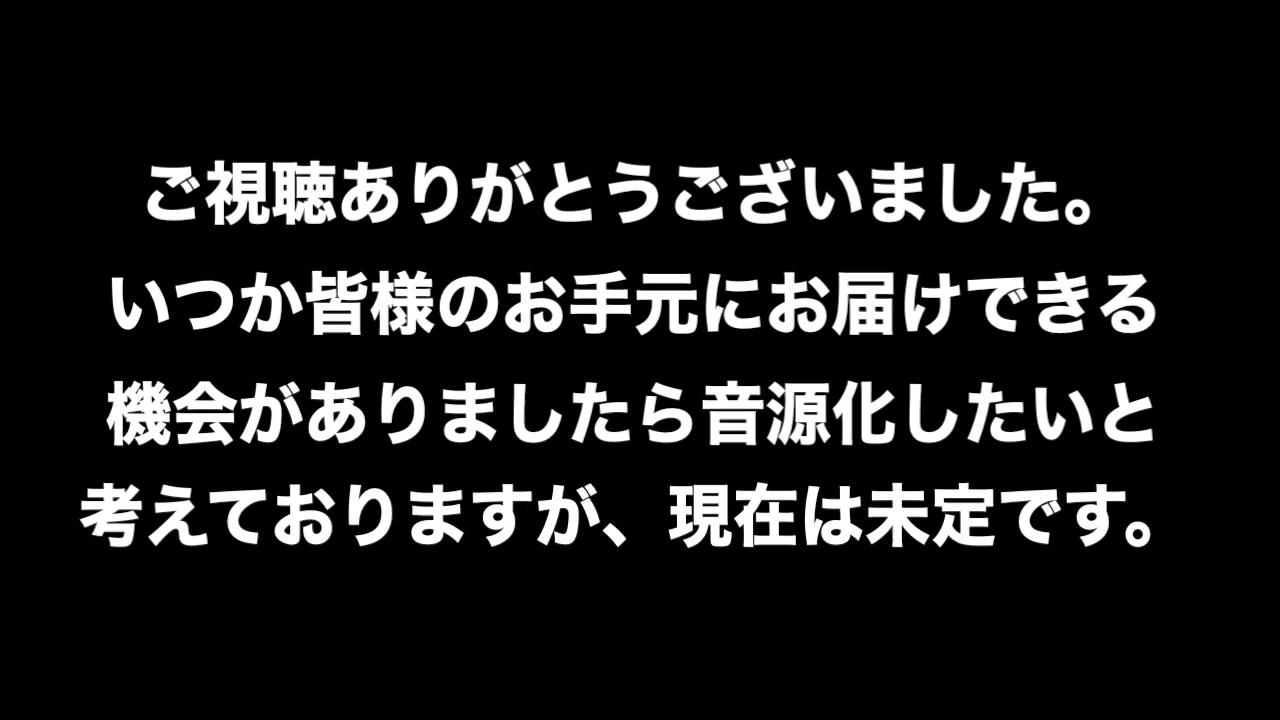 ご視聴ありがとうございました。
いつか皆様のお手元にお届けできる
機会がありましたら音源化したいと
考えておりますが、現在は未定です。